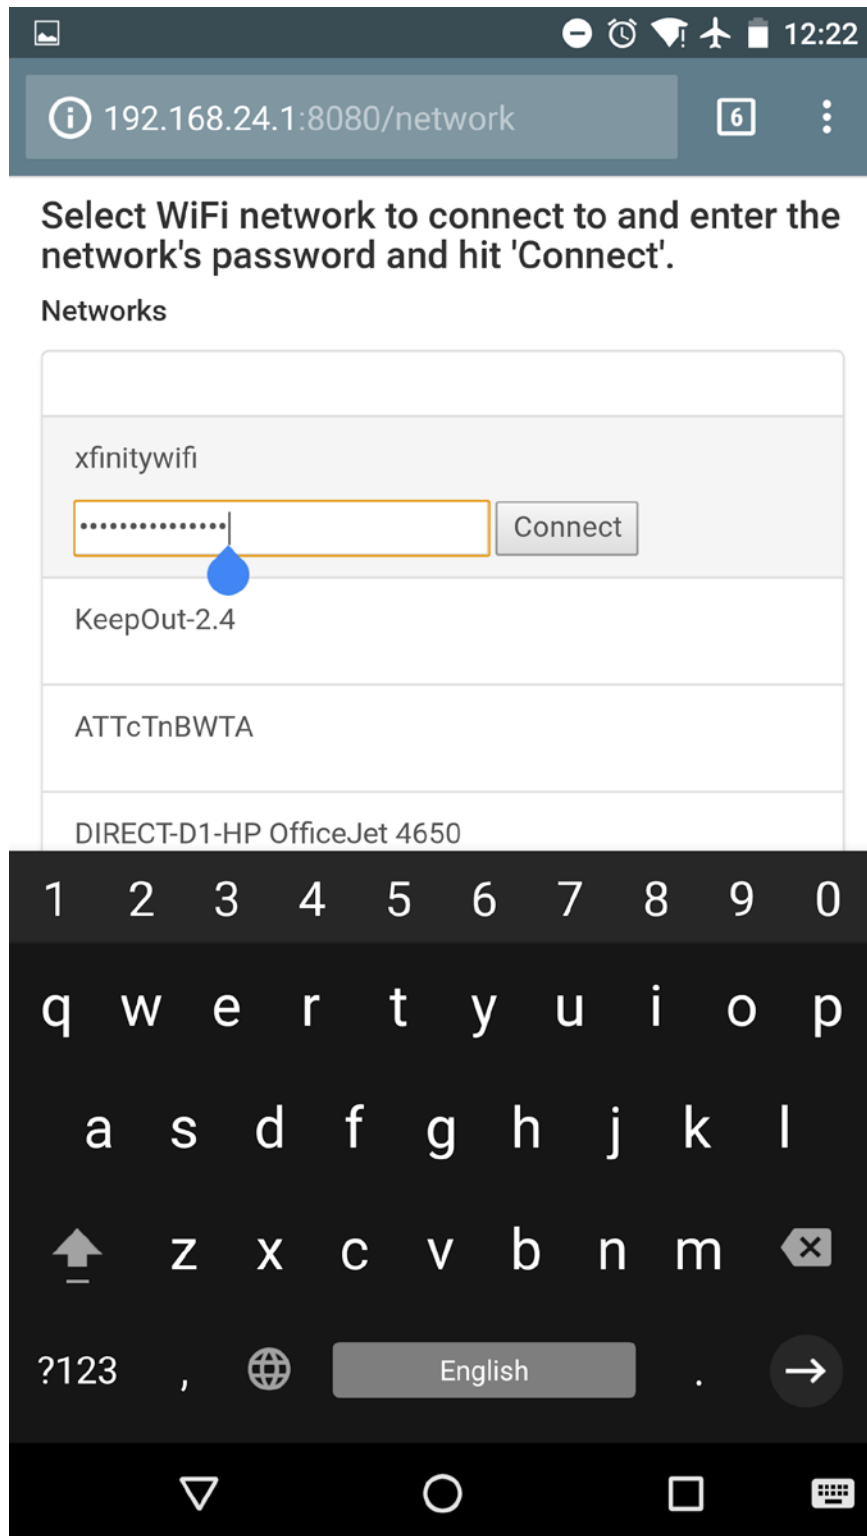 12:22
192.168.24.1:8080/network
6
Select WiFi network to connect to and enter the
network's password and hit 'Connect'.
Networks
xfinitywifi
•••••••••••••••
Connect
KeepOut-2.4
ATTcTnBWTA
DIRECT-D1-HP OfficeJet 4650
1 2 3 4 5 6 7 8 9 0
q w e r t y u i o p
a s d f g h j k l
z x c v b n m
?123 , English .